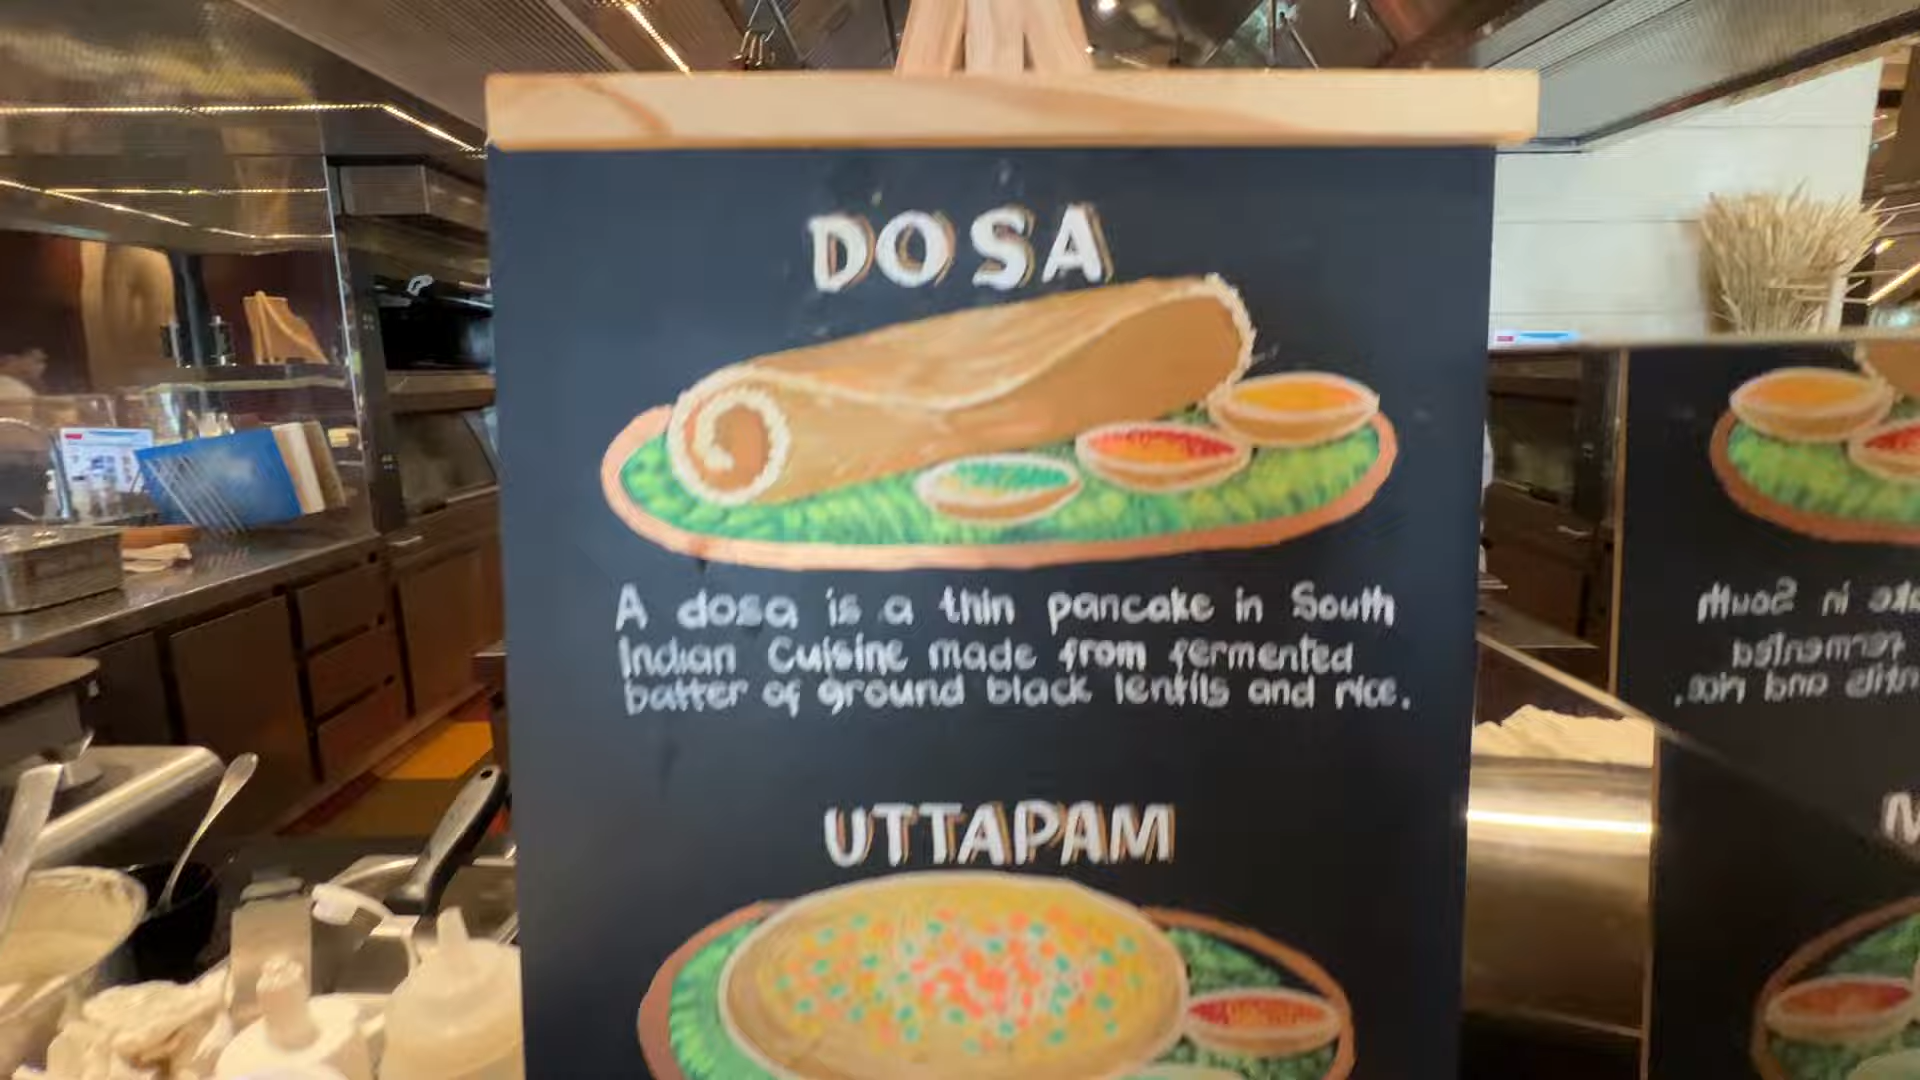 DOSA
A dosa is a thin pancake in South
Indian Cuisine made from fermented
batter of ground black lentils and rice.
UTTAPAM